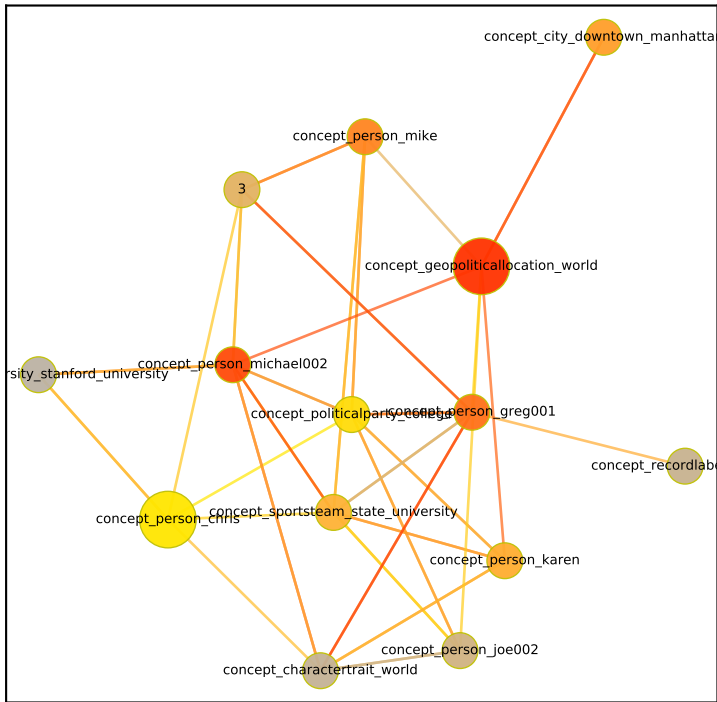 concept_city_downtown_manhattan
concept_person_mike
3
concept_geopoliticallocation_world
concept_person_michael002
rsity_stanford_university
concept_politicalparty_college
concept_person_greg001
concept_recordlabe
concept_sportsteam_state_university
concept_person_chris
concept_person_karen
concept_person_joe002
concept_charactertrait_world